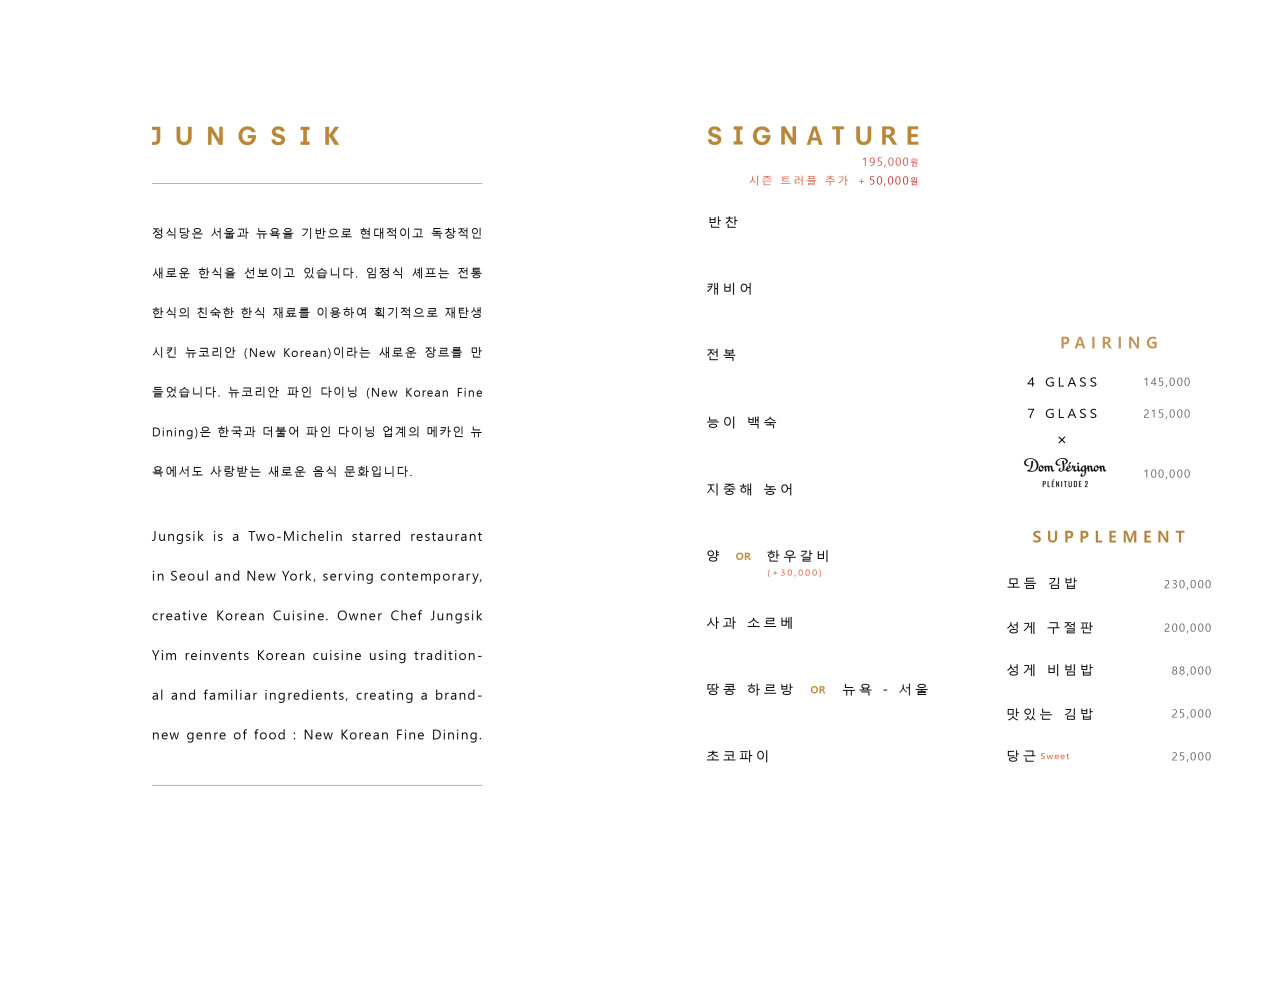 JUNGSIK
정식당은 서울과 뉴욕을 기반으로 현대적이고 독창적인
새로운 한식을 선보이고 있습니다. 임정식 셰프는 전통
한식의 친숙한 한식 재료를 이용하여 획기적으로 재탄생
시킨 뉴코리안 (New Korean)이라는 새로운 장르를 만
들었습니다. 뉴코리안 파인 다이닝 (New Korean Fine
Dining)은 한국과 더불어 파인 다이닝 업계의 메카인 뉴
욕에서도 사랑받는 새로운 음식 문화입니다.
Jungsik is a Two-Michelin starred restaurant
in Seoul and New York, serving contemporary,
creative Korean Cuisine. Owner Chef Jungsik
Yim reinvents Korean cuisine using tradition-
al and familiar ingredients, creating a brand-
new genre of food : New Korean Fine Dining.
SIGNATURE
195,000원
시즌 트러플 추가 + 50,000원
반찬
캐비어
전복
능이 백숙
지중해 농어
양 OR 한우갈비
(+30,000)
사과 소르베
땅콩 하르방 OR 뉴욕 - 서울
초코파이
PAIRING
4 GLASS 145,000
7 GLASS 215,000
×
Dom Pérignon 100,000
PLÉNITUDE 2
SUPPLEMENT
모듬 김밥 230,000
성게 구절판 200,000
성게 비빔밥 88,000
맛있는 김밥 25,000
당근 Sweet 25,000